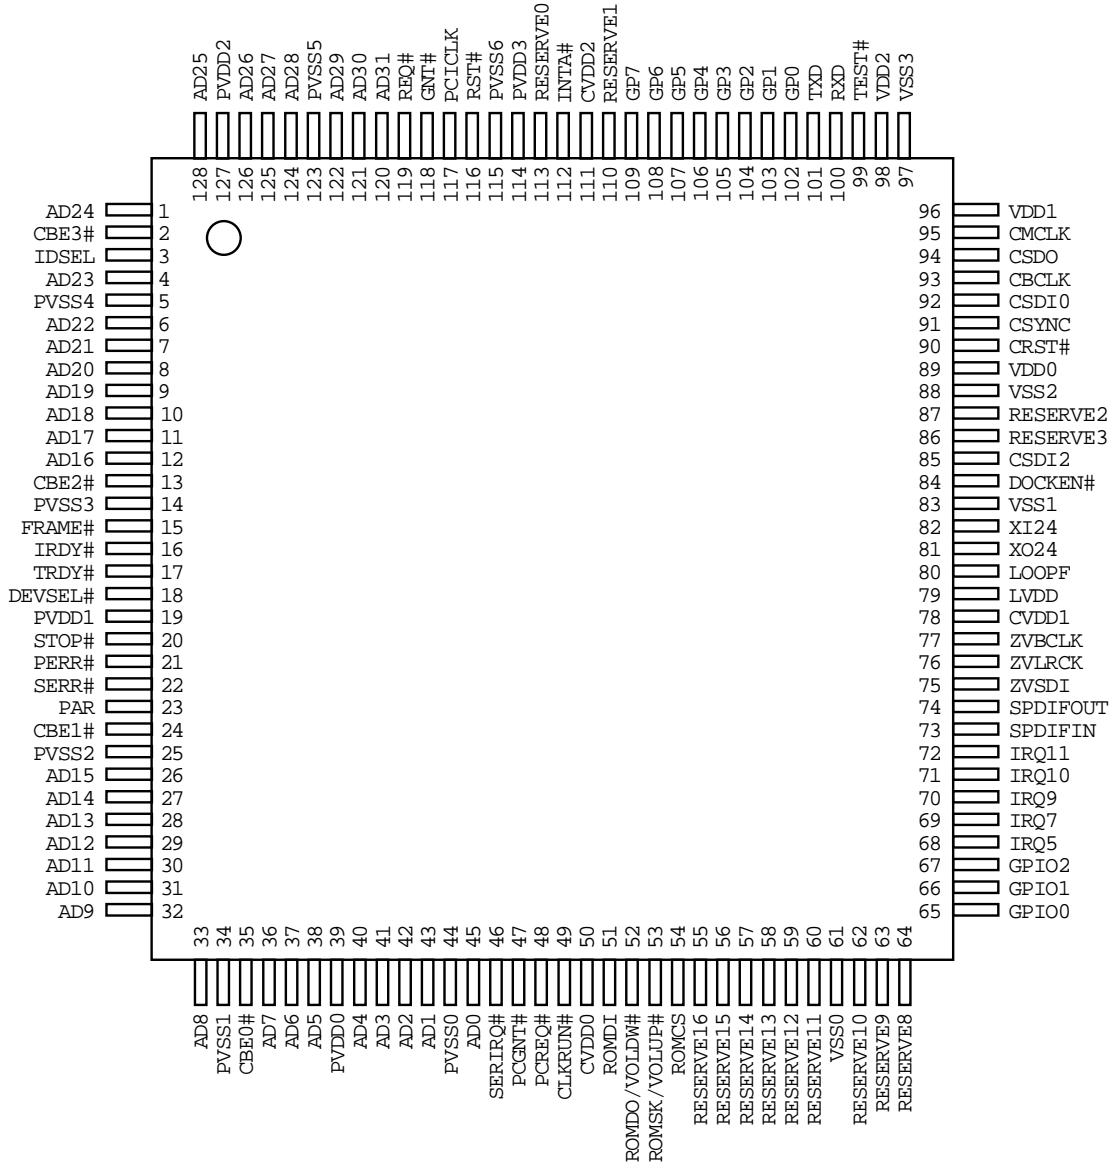 AD25 PVDD2 AD26 AD27 AD28 PVSS5 AD29 AD30 AD31 REQ# GNT# PCICLK RST# PVSS6 PVDD3 RESERVE0 INTA# CVDD2 RESERVE1 GP7 GP6 GP5 GP4 GP3 GP2 GP1 GP0 TXD RXD TEST# VDD2 VSS3
128 127 126 125 124 123 122 121 120 119 118 117 116 115 114 113 112 111 110 109 108 107 106 105 104 103 102 101 100 99 98 97
AD24 1 96 VDD1
CBE3# 2 95 CMCLK
IDSEL 3 94 CSDO
AD23 4 93 CBCLK
PVSS4 5 92 CSDI0
AD22 6 91 CSYNC
AD21 7 90 CRST#
AD20 8 89 VDD0
AD19 9 88 VSS2
AD18 10 87 RESERVE2
AD17 11 86 RESERVE3
AD16 12 85 CSDI2
CBE2# 13 84 DOCKEN#
PVSS3 14 83 VSS1
FRAME# 15 82 XI24
IRDY# 16 81 XO24
TRDY# 17 80 LOOPF
DEVSEL# 18 79 LVDD
PVDD1 19 78 CVDD1
STOP# 20 77 ZVBCLK
PERR# 21 76 ZVLRCK
SERR# 22 75 ZVSDI
PAR 23 74 SPDIFOUT
CBE1# 24 73 SPDIFIN
PVSS2 25 72 IRQ11
AD15 26 71 IRQ10
AD14 27 70 IRQ9
AD13 28 69 IRQ7
AD12 29 68 IRQ5
AD11 30 67 GPIO2
AD10 31 66 GPIO1
AD9 32 65 GPIO0
33 34 35 36 37 38 39 40 41 42 43 44 45 46 47 48 49 50 51 52 53 54 55 56 57 58 59 60 61 62 63 64
AD8 PVSS1 CBE0# AD7 AD6 AD5 PVDD0 AD4 AD3 AD2 AD1 PVSS0 AD0 SERIRQ# PCGNT# PCREQ# CLKRUN# CVDD0 ROMDI ROMDO/VOLDW# ROMSK/VOLUP# ROMCS RESERVE16 RESERVE15 RESERVE14 RESERVE13 RESERVE12 RESERVE11 VSS0 RESERVE10 RESERVE9 RESERVE8